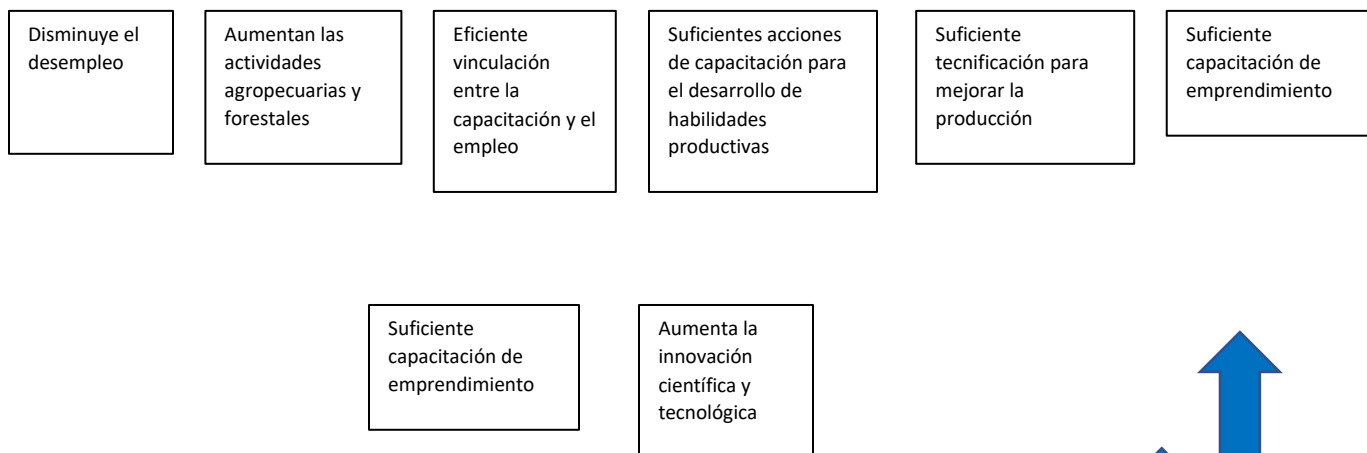 Disminuye el
desempleo
Aumentan las
actividades
agropecuarias y
forestales
Eficiente
vinculación
entre la
capacitación y el
empleo
Suficientes acciones
de capacitación para
el desarrollo de
habilidades
productivas
Suficiente
tecnificación para
mejorar la
producción
Suficiente
capacitación de
emprendimiento
Suficiente
capacitación de
emprendimiento
Aumenta la
innovación
científica y
tecnológica